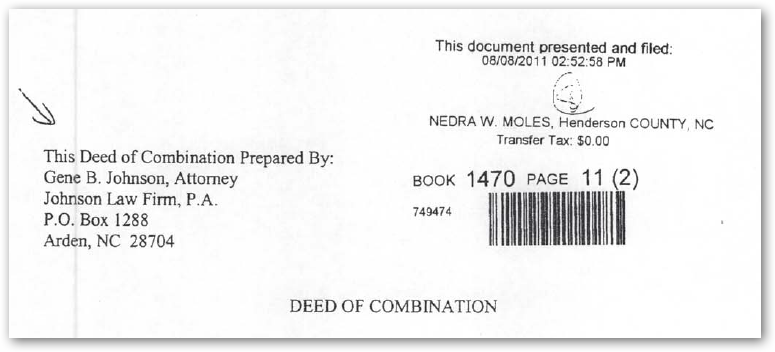 This document presented and filed:
08/08/2011 02:52:58 PM
NEDRA W. MOLES, Henderson COUNTY, NC
Transfer Tax: $0.00
This Deed of Combination Prepared By:
Gene B. Johnson, Attorney
Johnson Law Firm, P.A.
P.O. Box 1288
Arden, NC 28704
BOOK 1470 PAGE 11 (2)
749474
DEED OF COMBINATION